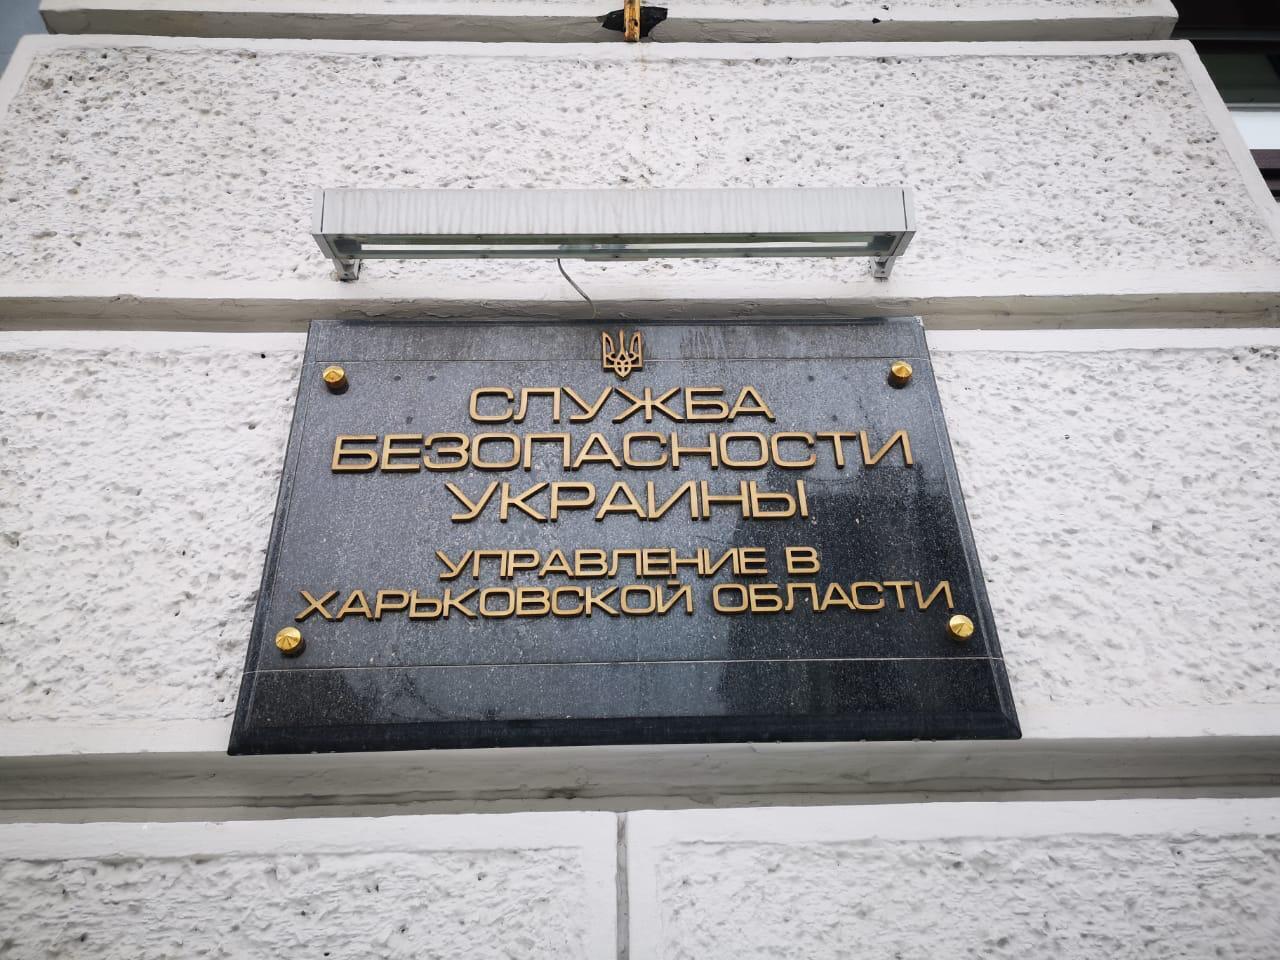 СЛУЖБА
БЕЗОПАСНОСТИ
УКРАИНЫ
УПРАВЛЕНИЕ В
ХАРЬКОВСКОЙ ОБЛАСТИ